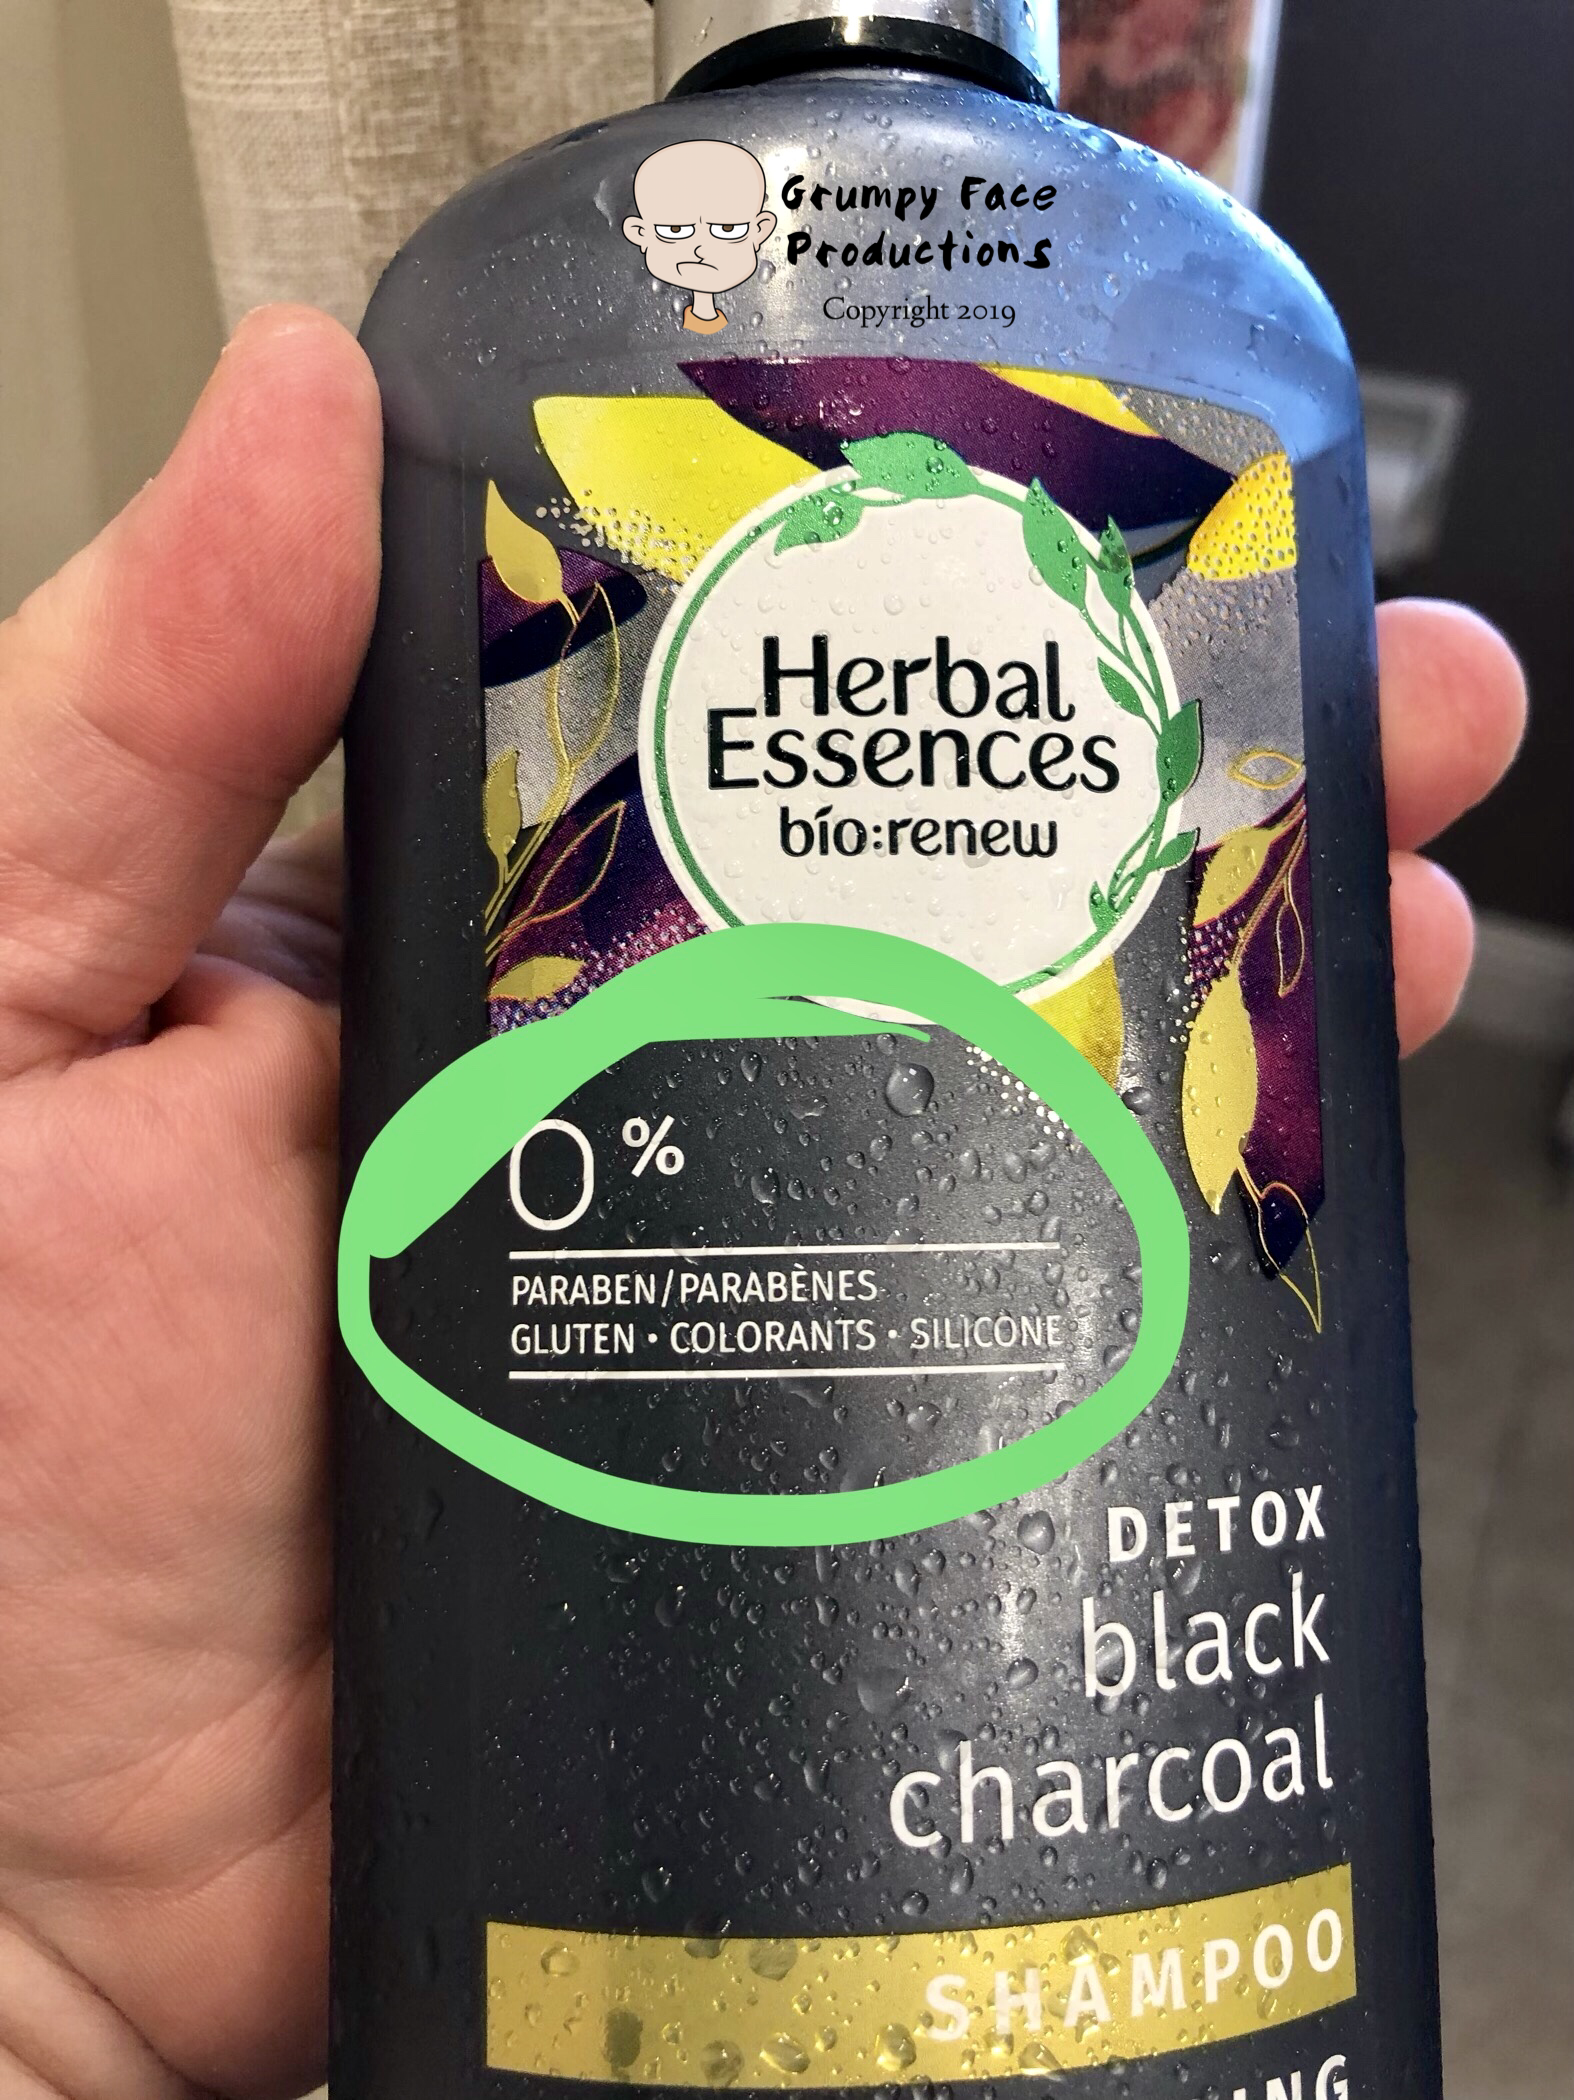 Grumpy Face
Productions
Copyright 2019
Herbal
Essences
bío:renew
0%
PARABEN/PARABÈNES
GLUTEN • COLORANTS • SILICONE
DETOX
black
charcoal
SHAMPOO